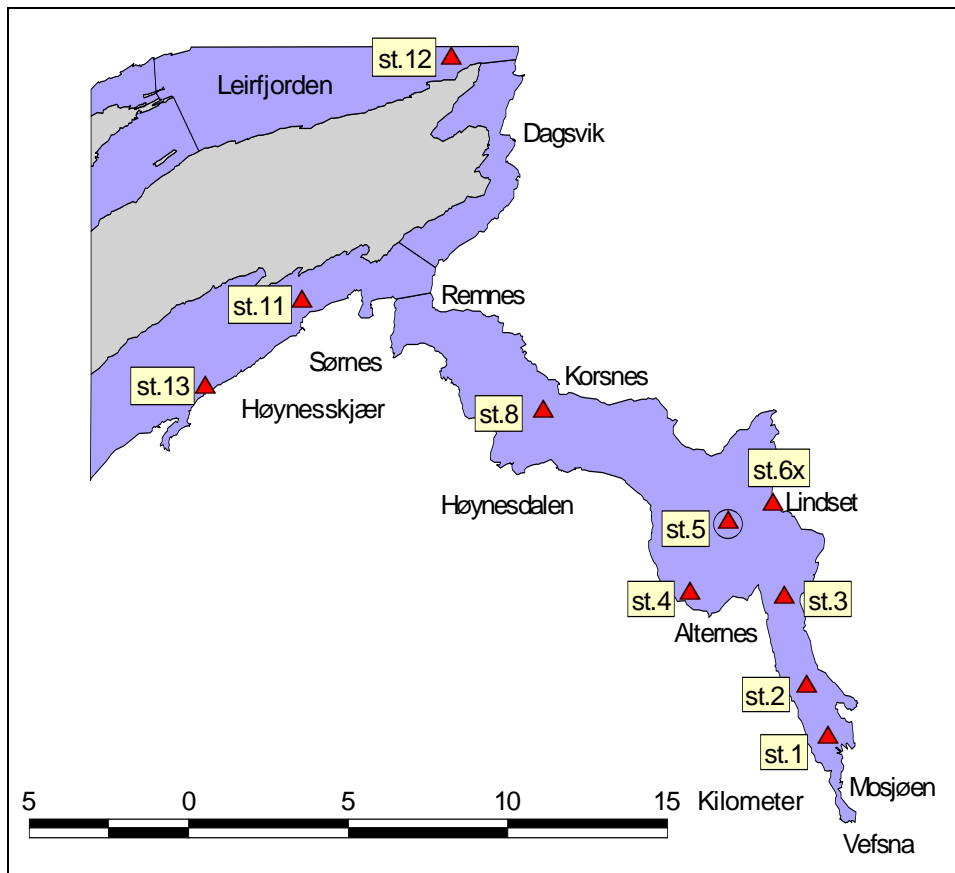 st.12
Leirfjorden
Dagsvik
st.11
Remnes
Sørnes
st.13
Korsnes
Høynesskjær
st.8
st.6x
Høynesdalen
Lindset
st.5
st.4
st.3
Alternes
st.2
st.1
Mosjøen
5 0 5 10 15 Kilometer
Vefsna